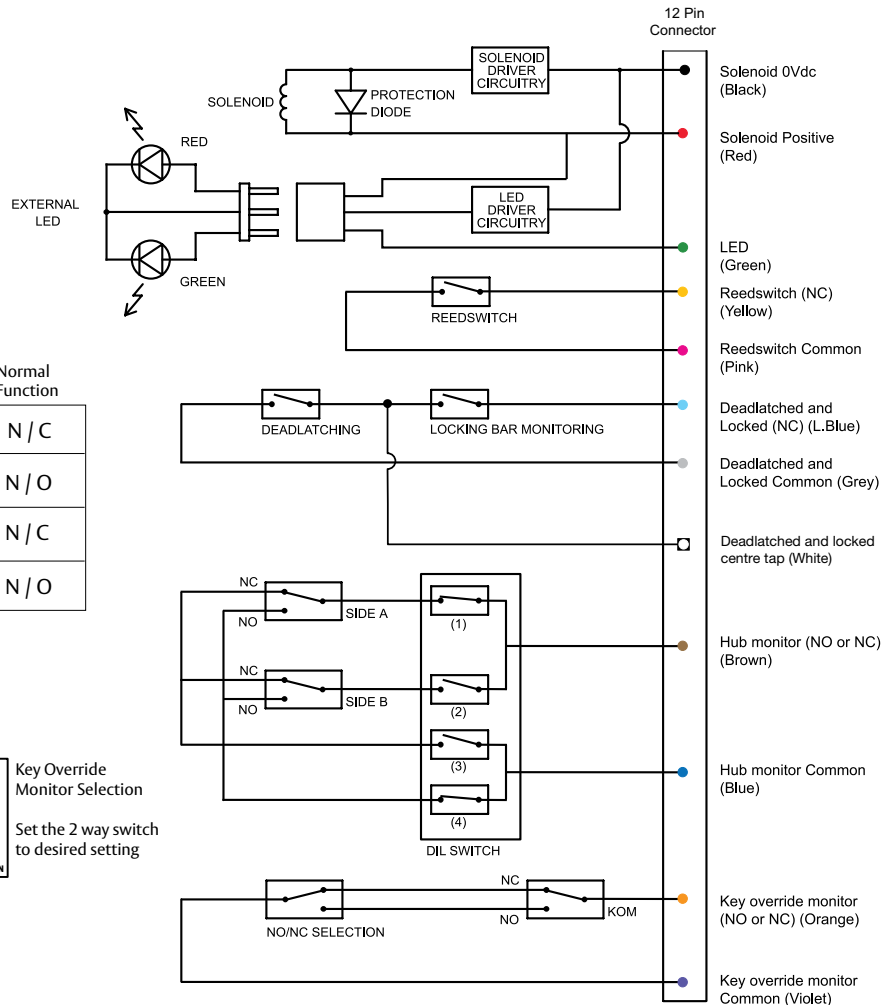 12 Pin
Connector
SOLENOID
DRIVER
CIRCUITRY
Solenoid 0Vdc
(Black)
SOLENOID
PROTECTION
DIODE
Solenoid Positive
(Red)
RED
EXTERNAL
LED
LED
DRIVER
CIRCUITRY
GREEN
LED
(Green)
Reedswitch (NC)
(Yellow)
REEDSWITCH
Reedswitch Common
(Pink)
Normal
Function
N / C
N / O
N / C
N / O
DEADLATCHING
LOCKING BAR MONITORING
Deadlatched and
Locked (NC) (L.Blue)
Deadlatched and
Locked Common (Grey)
Deadlatched and locked
centre tap (White)
NC
NO
SIDE A
(1)
Hub monitor (NO or NC)
(Brown)
NC
NO
SIDE B
(2)
(3)
(4)
Hub monitor Common
(Blue)
DIL SWITCH
Key Override
Monitor Selection
Set the 2 way switch
to desired setting
NC
NO
NO/NC SELECTION
KOM
Key override monitor
(NO or NC) (Orange)
Key override monitor
Common (Violet)